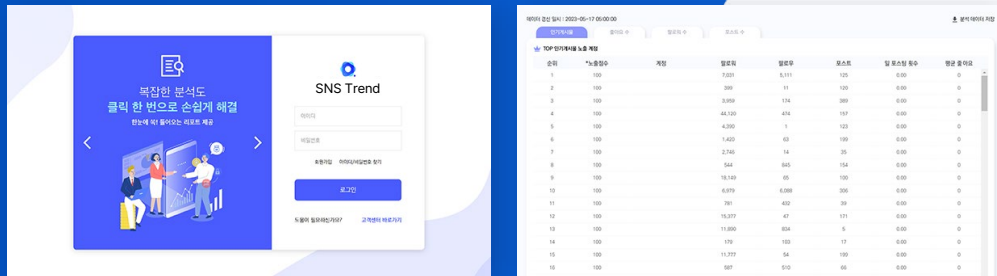 복잡한 분석도
클릭 한 번으로 손쉽게 해결
한눈에 쏙! 들어오는 리포트 제공
SNS Trend
아이디
비밀번호
회원가입 아이디/비밀번호 찾기
로그인
도움이 필요하신가요? 고객센터 바로가기
데이터 갱신 일시 : 2023-05-17 05:00:00 분석 데이터 저장
인기게시물 좋아요 수 팔로워 수 포스트 수
TOP 인기게시물 노출 계정
순위 *노출점수 계정 팔로워 팔로우 포스트 일 포스팅 횟수 평균 좋아요
1 100 7,031 5,111 125 0.00 0
2 100 399 11 120 0.00 0
3 100 3,959 174 389 0.00 0
4 100 44,120 474 157 0.00 0
5 100 4,390 1 123 0.00 0
6 100 1,420 63 199 0.00 0
7 100 2,746 14 35 0.00 0
8 100 544 845 154 0.00 0
9 100 18,149 65 100 0.00 0
10 100 6,979 6,088 306 0.00 0
11 100 781 432 39 0.00 0
12 100 15,377 47 171 0.00 0
13 100 11,890 834 5 0.00 0
14 100 178 103 17 0.00 0
15 100 11,777 54 100 0.00 0
16 100 587 510 66 0.00 0